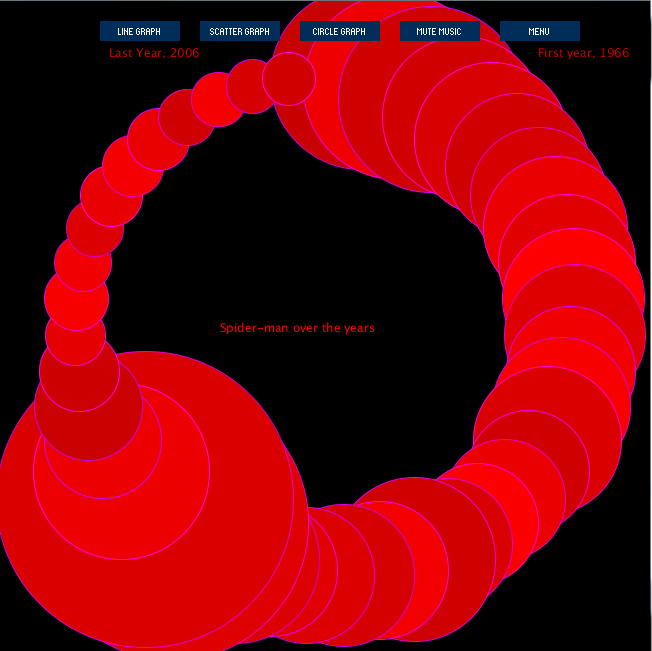 LINE GRAPH
SCATTER GRAPH
CIRCLE GRAPH
MUTE MUSIC
MENU
Last Year, 2006
First year, 1966
Spider-man over the years